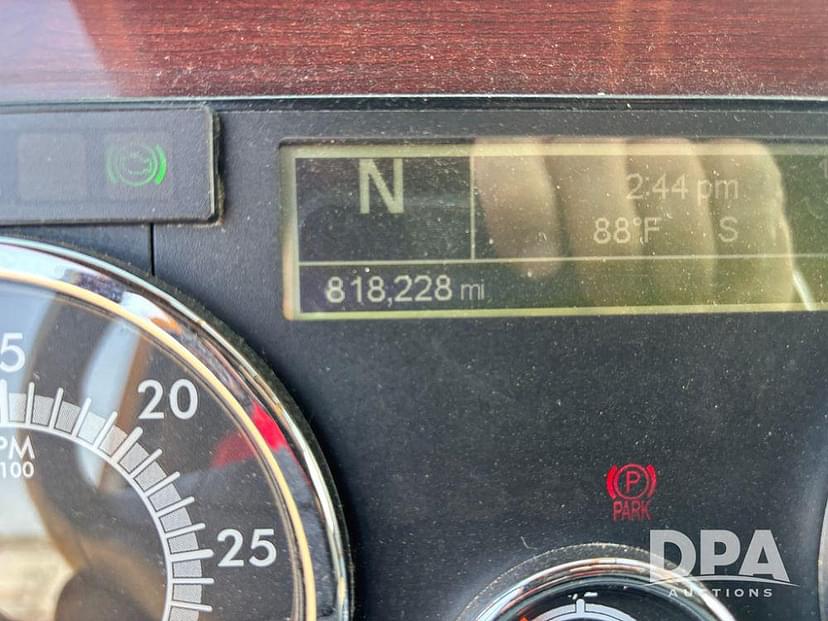 N
2:44 pm
88°F S
818,228 mi
5
20
PM
100
25
P
PARK
DPA
AUCTIONS